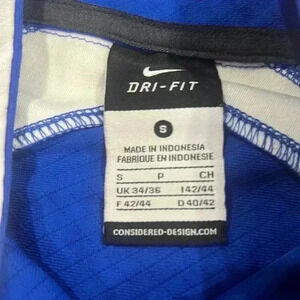 DRI-FIT
S
MADE IN INDONESIA
FABRIQUE EN INDONESIE
S P CH
UK 34/36 142/44
F 42/44 D 40/42
CONSIDERED-DESIGN.COM